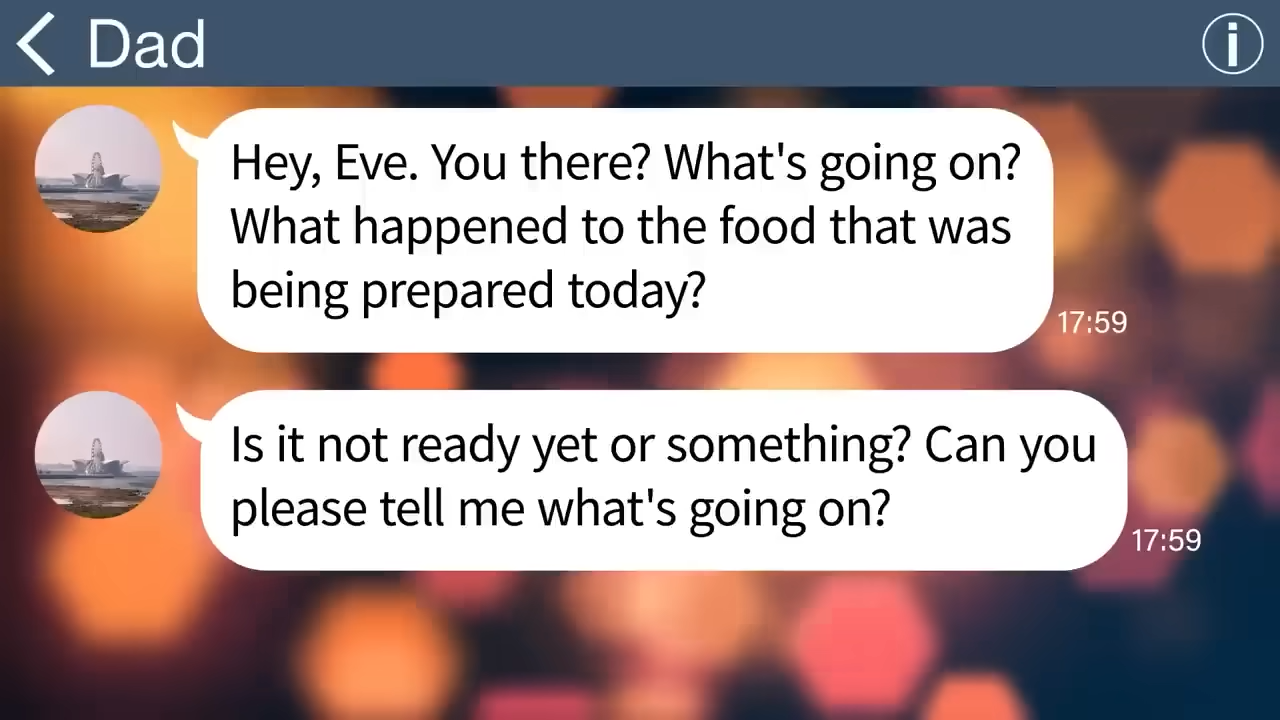 Dad
Hey, Eve. You there? What's going on?
What happened to the food that was
being prepared today?
17:59
Is it not ready yet or something? Can you
please tell me what's going on?
17:59